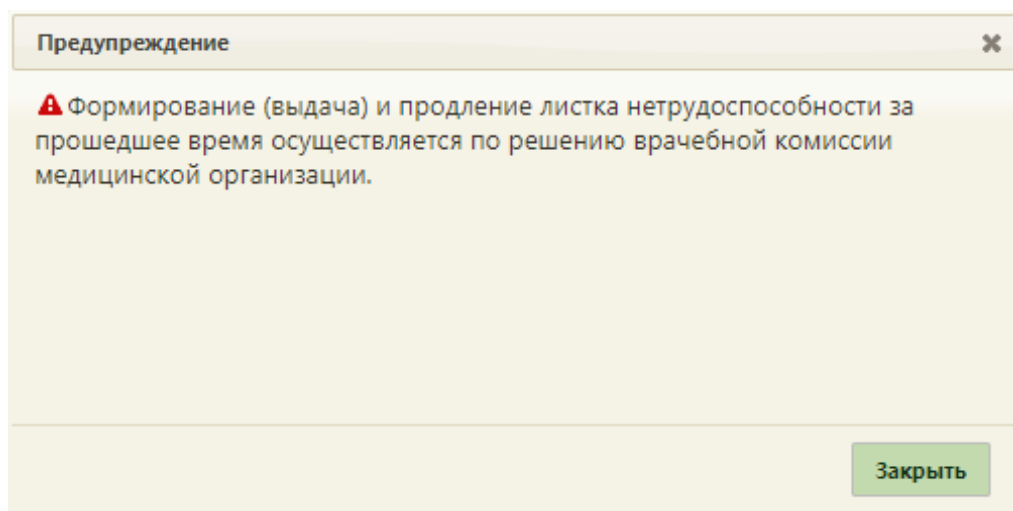 Предупреждение
Формирование (выдача) и продление листка нетрудоспособности за
прошедшее время осуществляется по решению врачебной комиссии
медицинской организации.
Закрыть